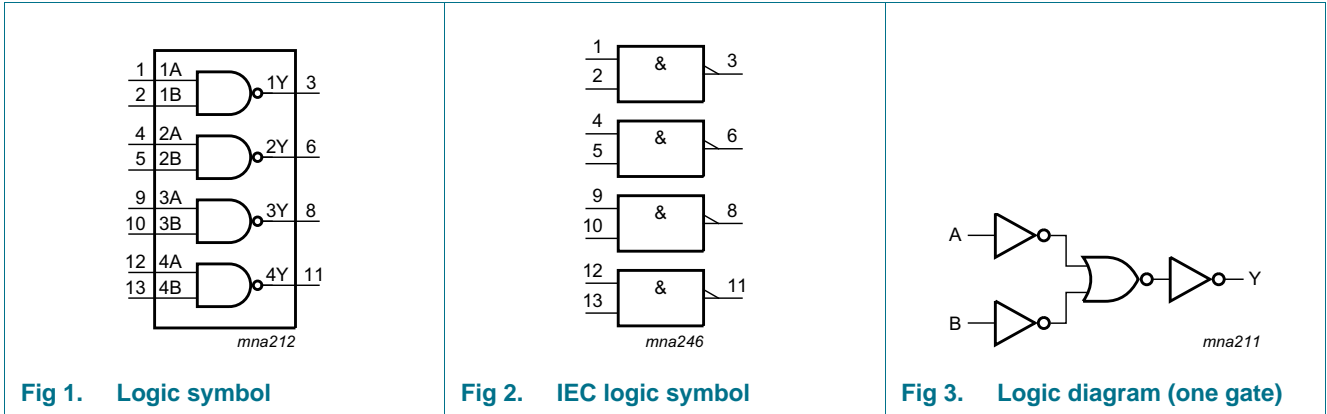 1 1A
2 1B
1Y 3
4 2A
5 2B
2Y 6
9 3A
10 3B
3Y 8
12 4A
13 4B
4Y 11
mna212
Fig 1. Logic symbol
1
2
&
3
4
5
&
6
9
10
&
8
12
13
&
11
mna246
Fig 2. IEC logic symbol
A
B
Y
mna211
Fig 3. Logic diagram (one gate)